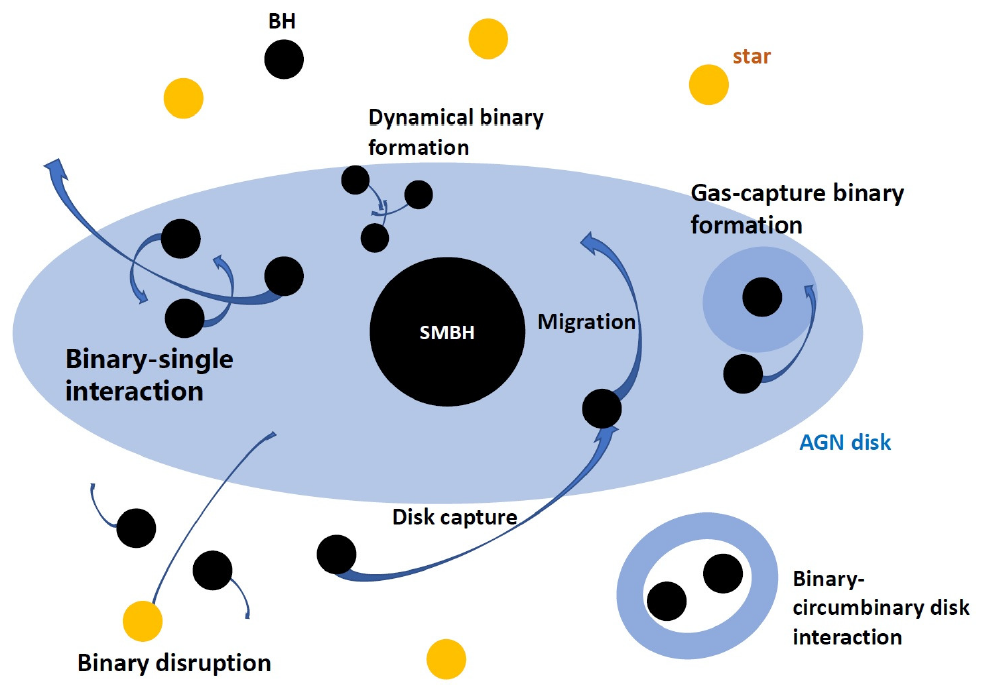 BH
star
Dynamical binary
formation
Gas-capture binary
formation
Migration
SMBH
Binary-single
interaction
AGN disk
Disk capture
Binary-
circumbinary disk
interaction
Binary disruption